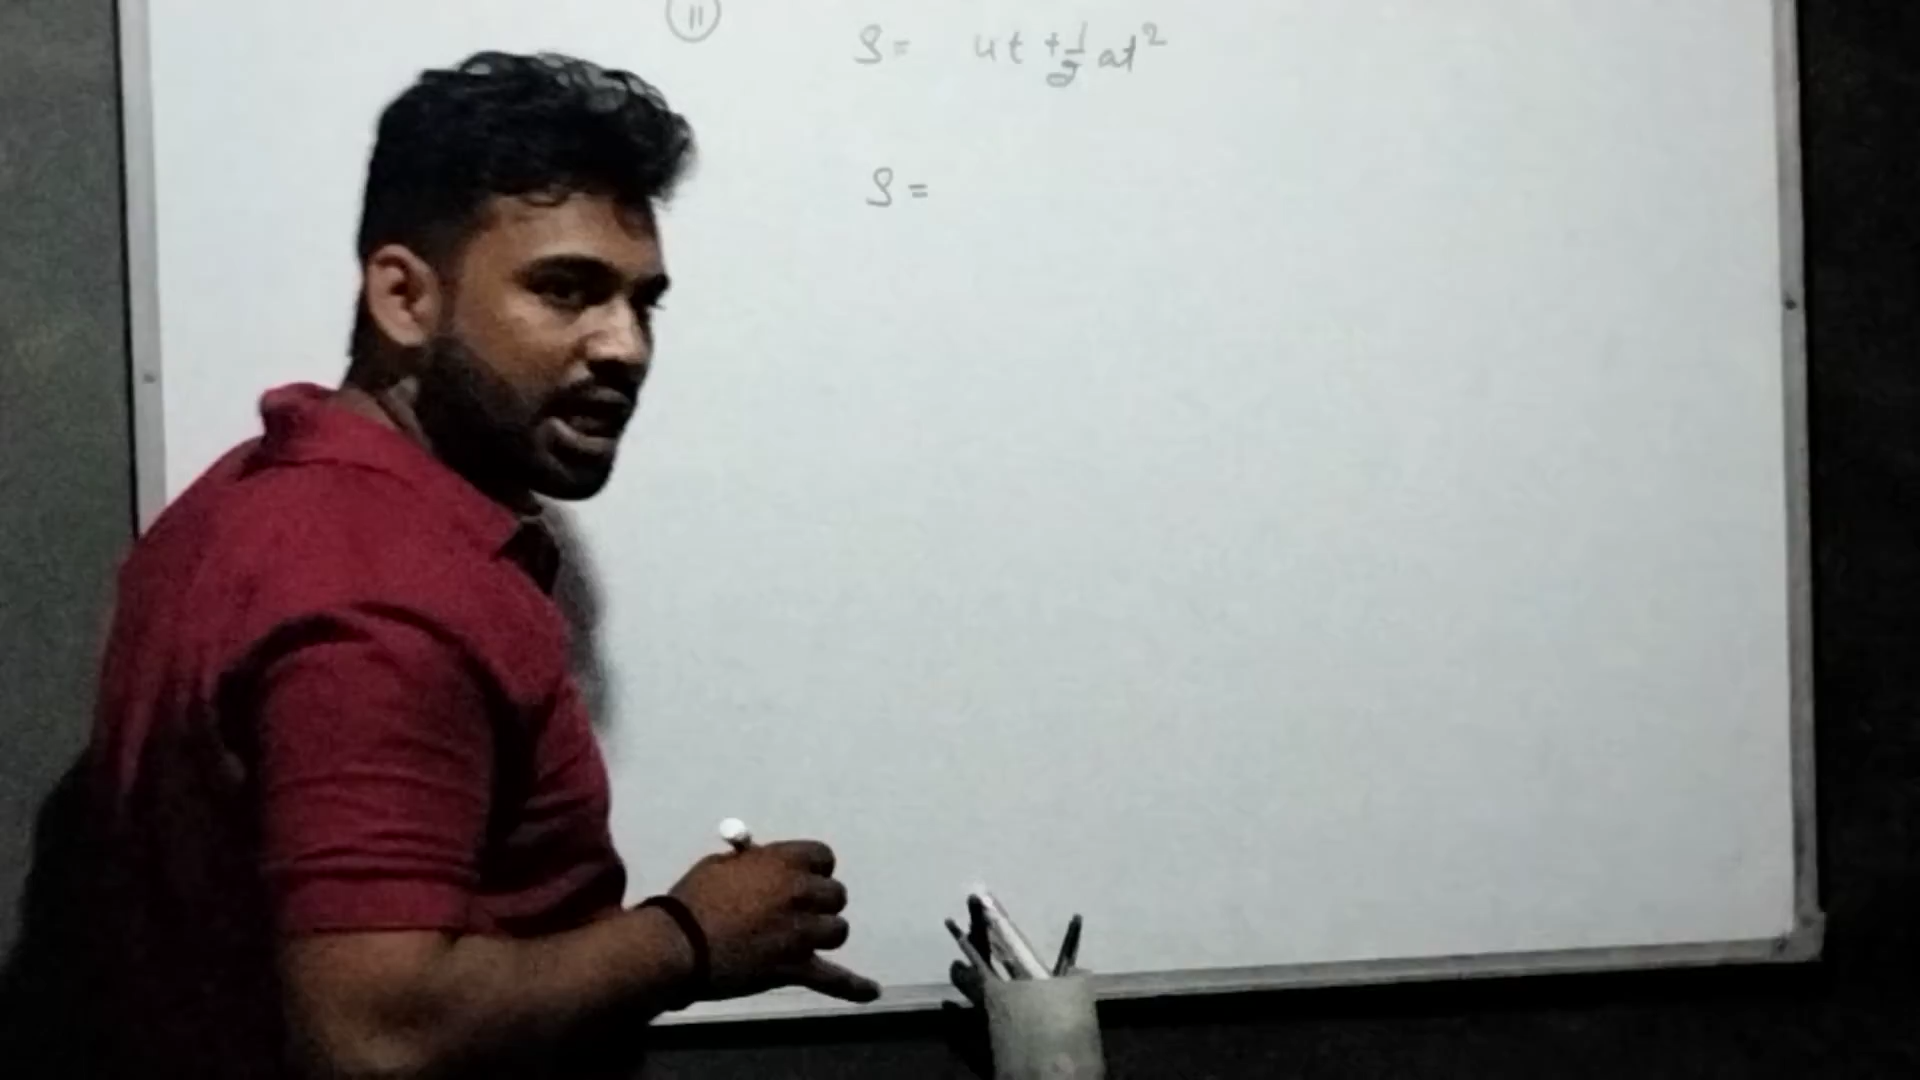 (11)
S = ut + 1/2 at²
S =